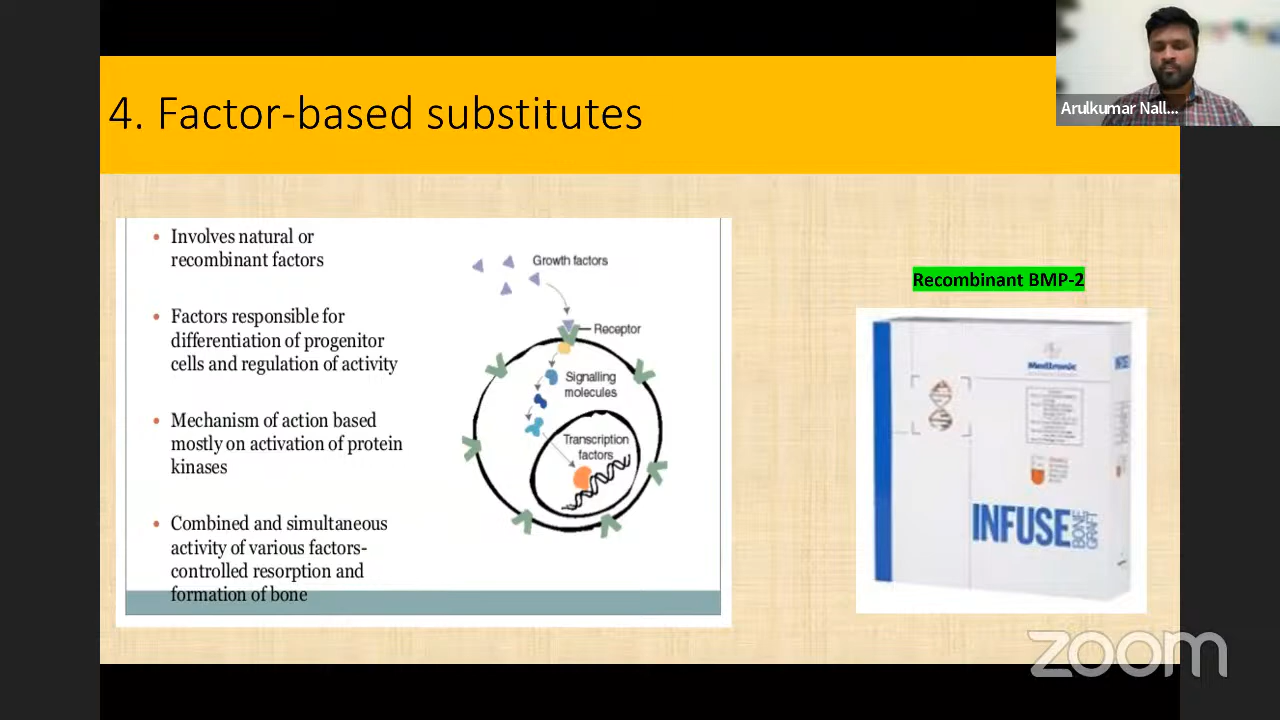 4. Factor-based substitutes
Arulkumar Nall...
• Involves natural or
recombinant factors
• Factors responsible for
differentiation of progenitor
cells and regulation of activity
• Mechanism of action based
mostly on activation of protein
kinases
• Combined and simultaneous
activity of various factors-
controlled resorption and
formation of bone
Growth factors
Receptor
Signalling
molecules
Transcription
factors
Recombinant BMP-2
Medtronic
INFUSE
BONE
GRAFT
zoom